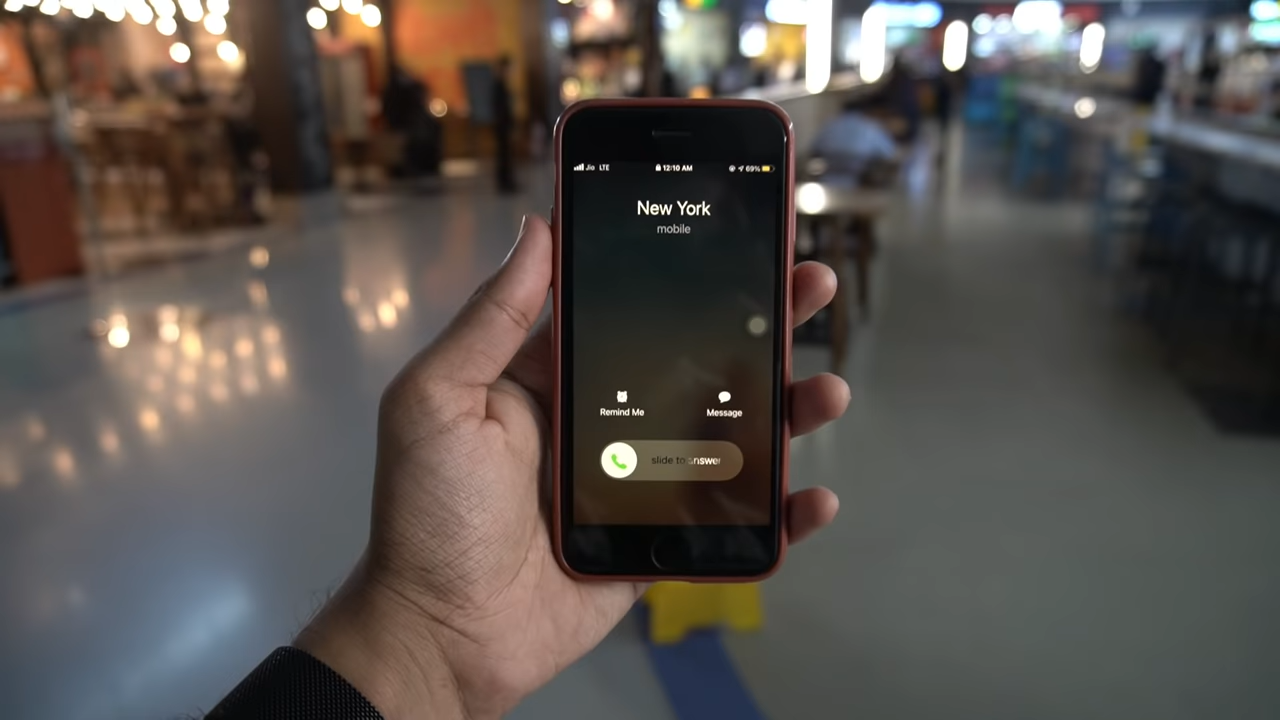 Jio LTE 12:10 AM 69%
New York
mobile
Remind Me Message
slide to answer